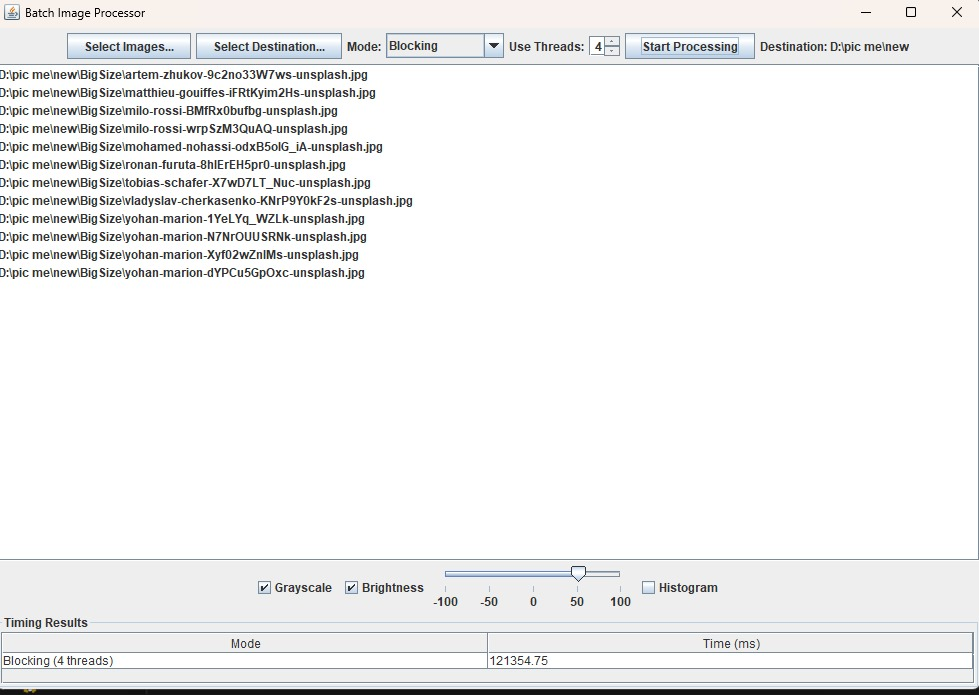 Batch Image Processor
Select Images... Select Destination... Mode: Blocking Use Threads: 4 Start Processing Destination: D:\pic me\new
D:\pic me\new\BigSize\artem-zhukov-9c2no33W7ws-unsplash.jpg
D:\pic me\new\BigSize\matthieu-gouiffes-iFRtKyim2Hs-unsplash.jpg
D:\pic me\new\BigSize\milo-rossi-BMfRx0bufbg-unsplash.jpg
D:\pic me\new\BigSize\milo-rossi-wrpSzM3QuAQ-unsplash.jpg
D:\pic me\new\BigSize\mohamed-nohassi-odxB5oIG_iA-unsplash.jpg
D:\pic me\new\BigSize\ronan-furuta-8hlErEH5pr0-unsplash.jpg
D:\pic me\new\BigSize\tobias-schafer-X7wD7LT_Nuc-unsplash.jpg
D:\pic me\new\BigSize\vladyslav-cherkasenko-KNrP9Y0kF2s-unsplash.jpg
D:\pic me\new\BigSize\yohan-marion-1YeLYq_WZLk-unsplash.jpg
D:\pic me\new\BigSize\yohan-marion-N7NrOUUSRNk-unsplash.jpg
D:\pic me\new\BigSize\yohan-marion-Xyf02wZnlMs-unsplash.jpg
D:\pic me\new\BigSize\yohan-marion-dYPCu5GpOxc-unsplash.jpg
Grayscale Brightness Histogram
-100 -50 0 50 100
Timing Results
Mode Time (ms)
Blocking (4 threads) 121354.75